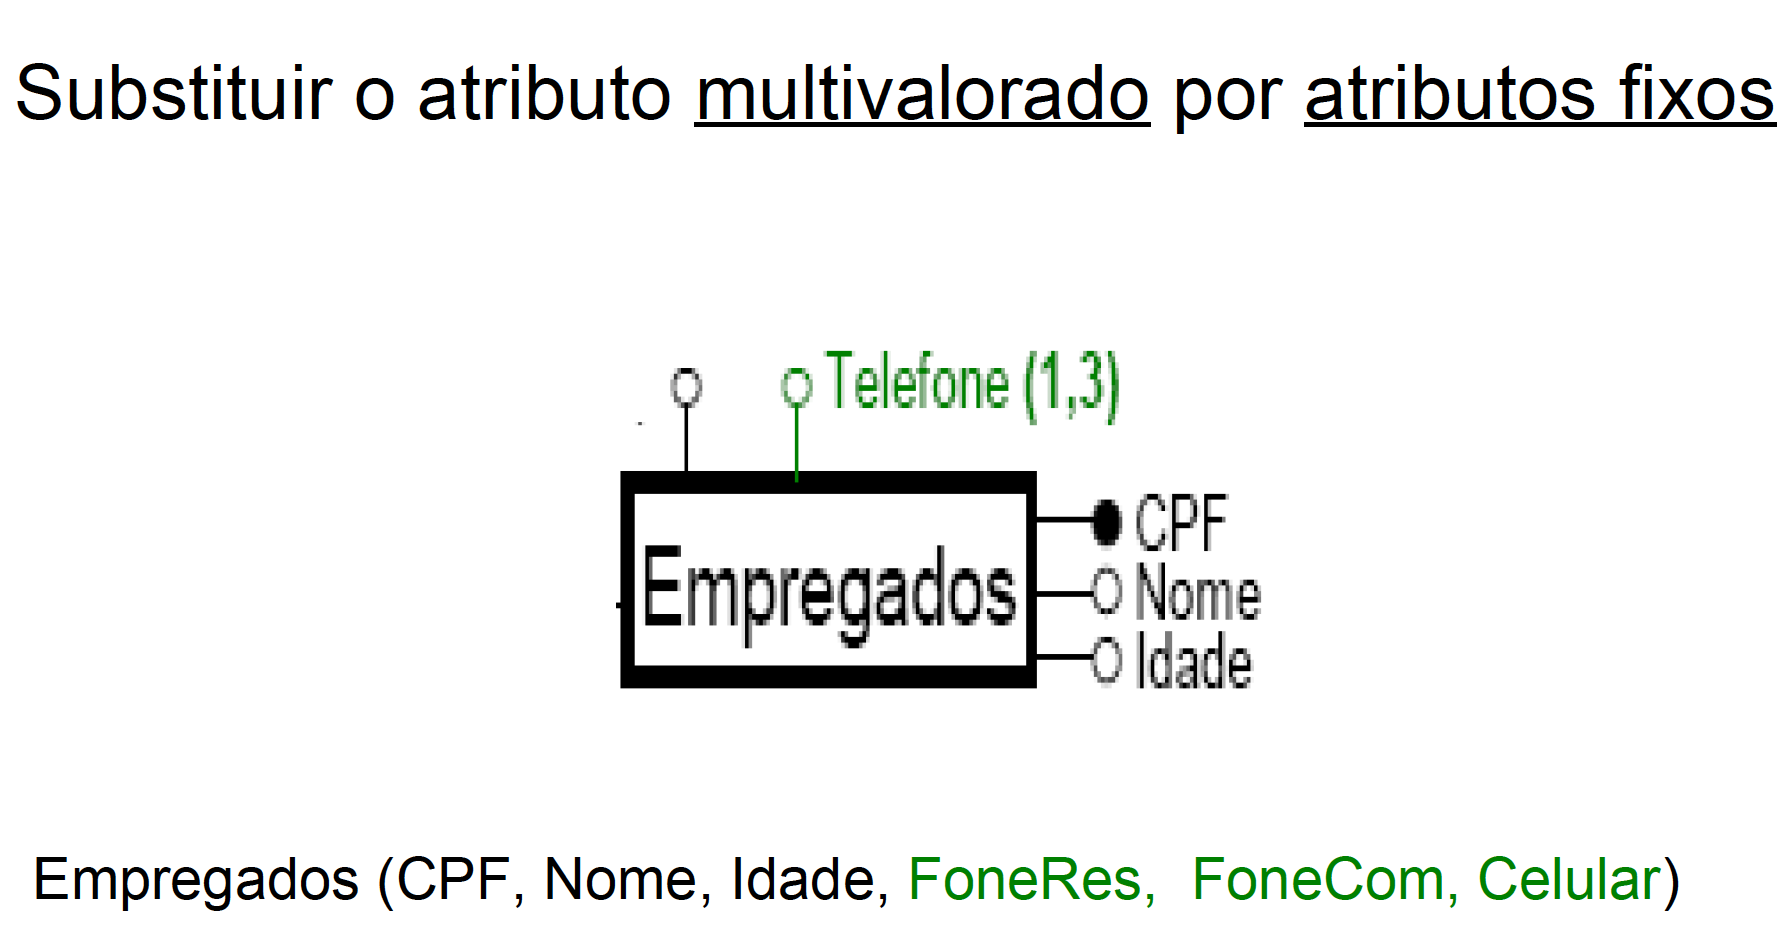 Substituir o atributo multivalorado por atributos fixos
Telefone (1,3)
CPF
Empregados
Nome
Idade
Empregados (CPF, Nome, Idade, FoneRes, FoneCom, Celular)